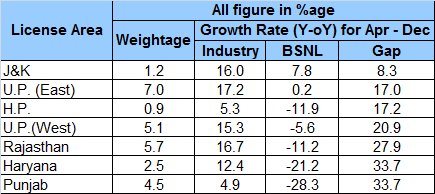 All figure in %age
License Area Weightage Growth Rate (Y-oY) for Apr - Dec
Industry BSNL Gap
J&K 1.2 16.0 7.8 8.3
U.P. (East) 7.0 17.2 0.2 17.0
H.P. 0.9 5.3 -11.9 17.2
U.P.(West) 5.1 15.3 -5.6 20.9
Rajasthan 5.7 16.7 -11.2 27.9
Haryana 2.5 12.4 -21.2 33.7
Punjab 4.5 4.9 -28.3 33.7